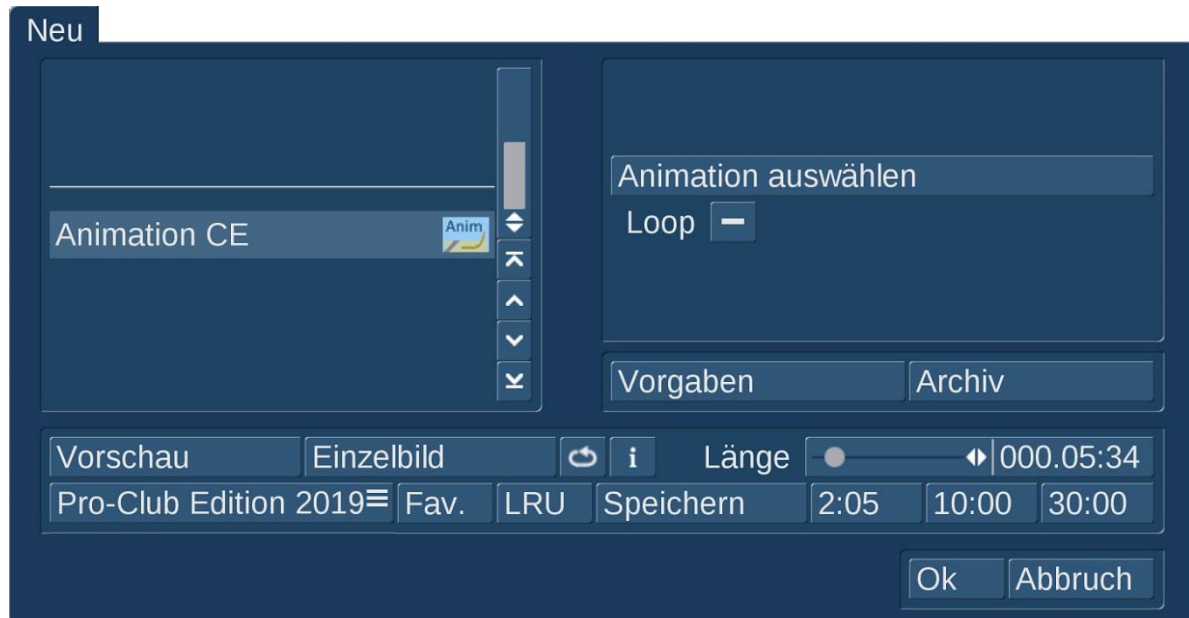 Neu
Animation CE
Anim
Animation auswählen
Loop
Vorgaben Archiv
Vorschau Einzelbild i Länge 000.05:34
Pro-Club Edition 2019 Fav. LRU Speichern 2:05 10:00 30:00
Ok Abbruch